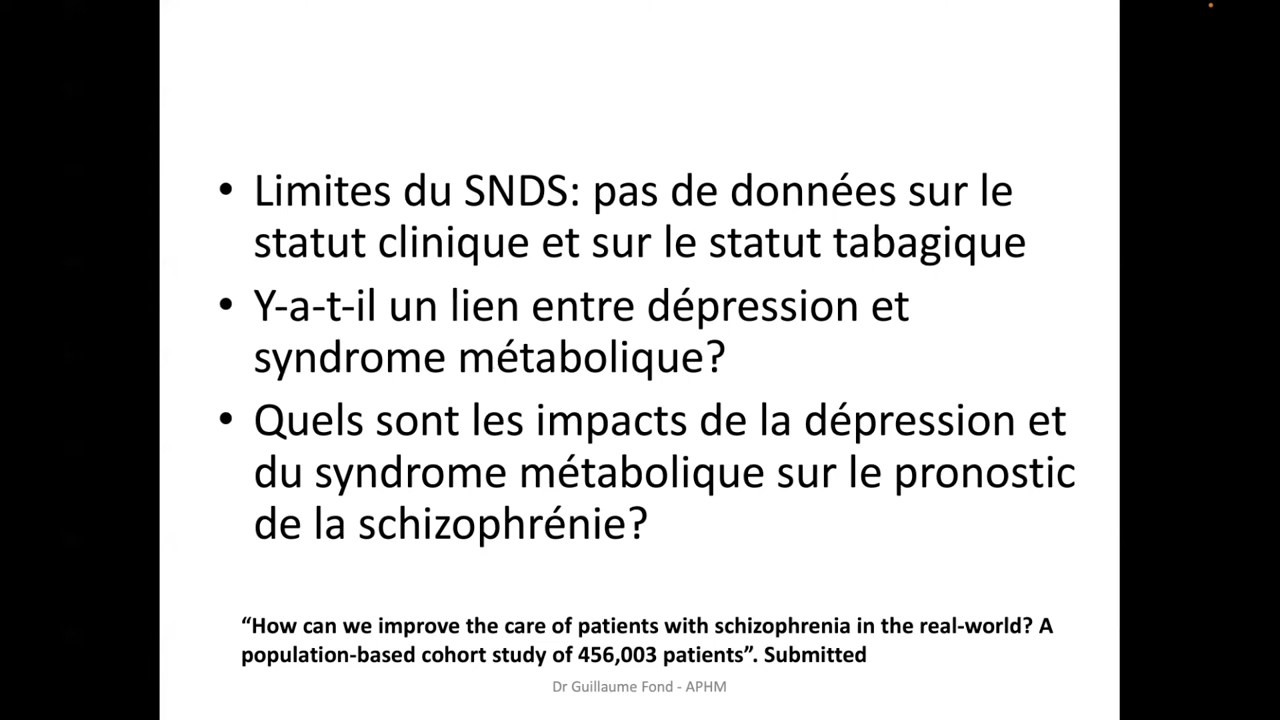 • Limites du SNDS: pas de données sur le
statut clinique et sur le statut tabagique
• Y-a-t-il un lien entre dépression et
syndrome métabolique?
• Quels sont les impacts de la dépression et
du syndrome métabolique sur le pronostic
de la schizophrénie?
“How can we improve the care of patients with schizophrenia in the real-world? A
population-based cohort study of 456,003 patients”. Submitted
Dr Guillaume Fond - APHM